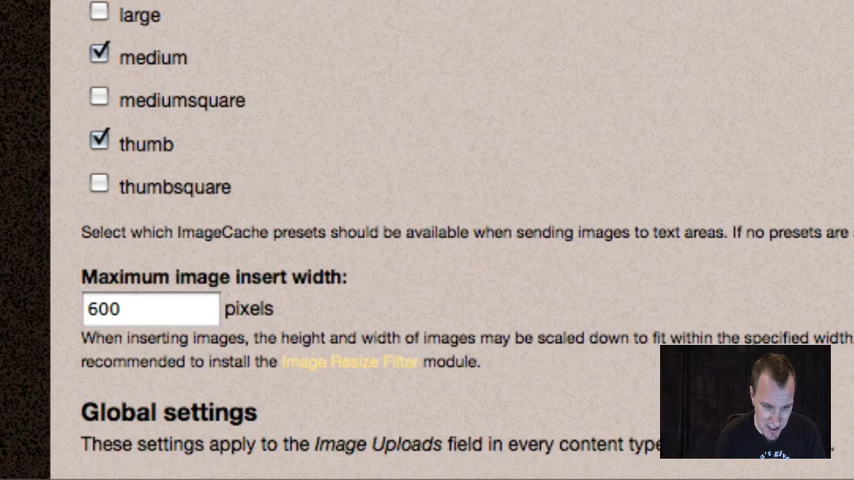 large
medium
mediumsquare
thumb
thumbsquare
Select which ImageCache presets should be available when sending images to text areas. If no presets are
Maximum image insert width:
600 pixels
When inserting images, the height and width of images may be scaled down to fit within the specified width.
recommended to install the Image Resize Filter module.
Global settings
These settings apply to the Image Uploads field in every content type